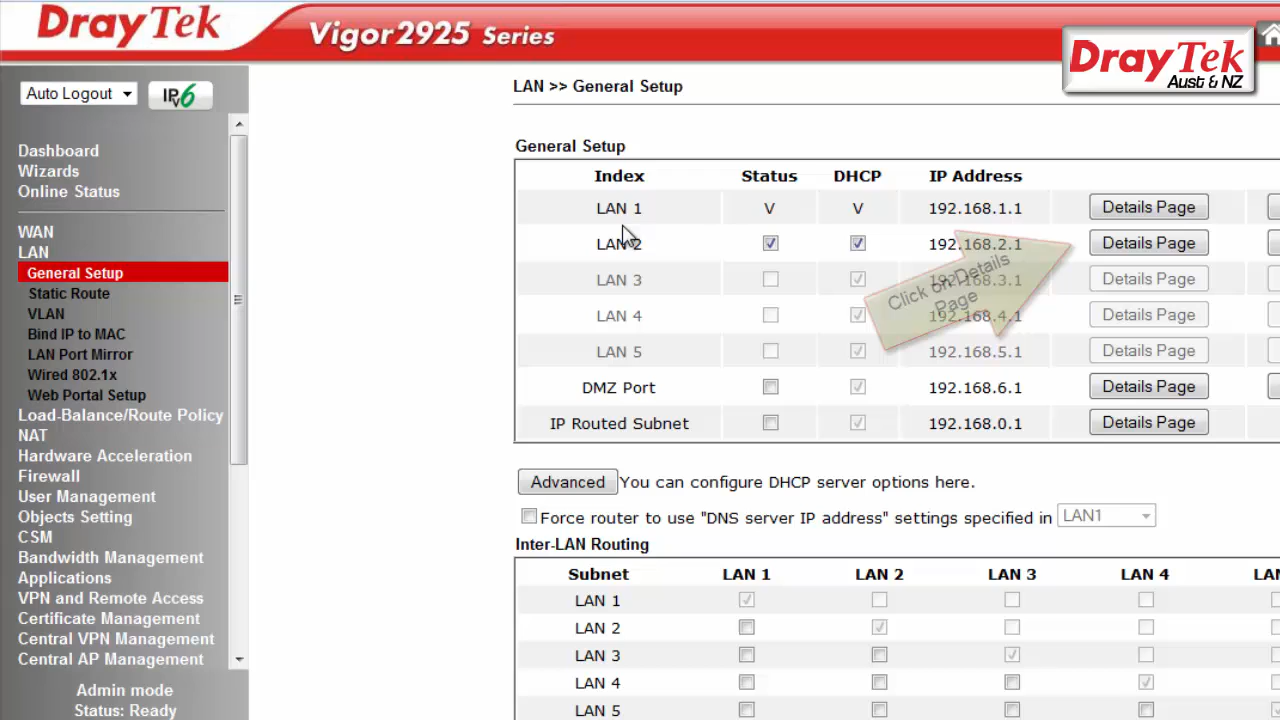 DrayTek
Vigor2925 Series
DrayTek
Aust & NZ
Auto Logout
IPv6
Dashboard
Wizards
Online Status
WAN
LAN
General Setup
Static Route
VLAN
Bind IP to MAC
LAN Port Mirror
Wired 802.1x
Web Portal Setup
Load-Balance/Route Policy
NAT
Hardware Acceleration
Firewall
User Management
Objects Setting
CSM
Bandwidth Management
Applications
VPN and Remote Access
Certificate Management
Central VPN Management
Central AP Management
Admin mode
Status: Ready
LAN >> General Setup
General Setup
Index Status DHCP IP Address
LAN 1 V V 192.168.1.1 Details Page
LAN 2 192.168.2.1 Details Page
LAN 3 192.168.3.1 Details Page
LAN 4 192.168.4.1 Details Page
LAN 5 192.168.5.1 Details Page
DMZ Port 192.168.6.1 Details Page
IP Routed Subnet 192.168.0.1 Details Page
Click on Details
Page
Advanced You can configure DHCP server options here.
Force router to use "DNS server IP address" settings specified in LAN1
Inter-LAN Routing
Subnet LAN 1 LAN 2 LAN 3 LAN 4
LAN 1
LAN 2
LAN 3
LAN 4
LAN 5